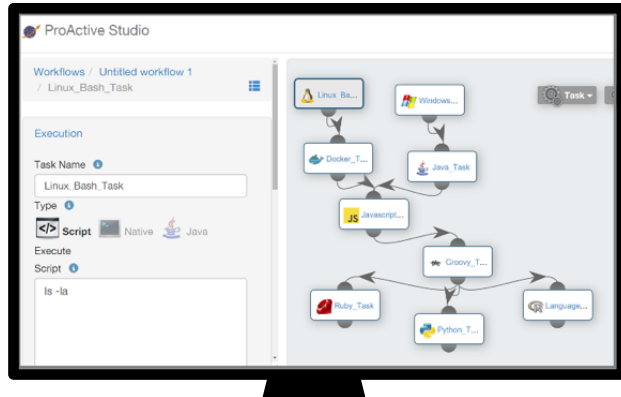 ProActive Studio
Workflows / Untitled workflow 1
/ Linux_Bash_Task
Execution
Task Name
Linux_Bash_Task
Type
</> Script Native Java
Execute
Script
ls -la
Linux_Ba...
Windows...
Task
Docker_T...
Java_Task
JS Javascript...
Groovy_T...
Ruby_Task
Language...
Python_T...